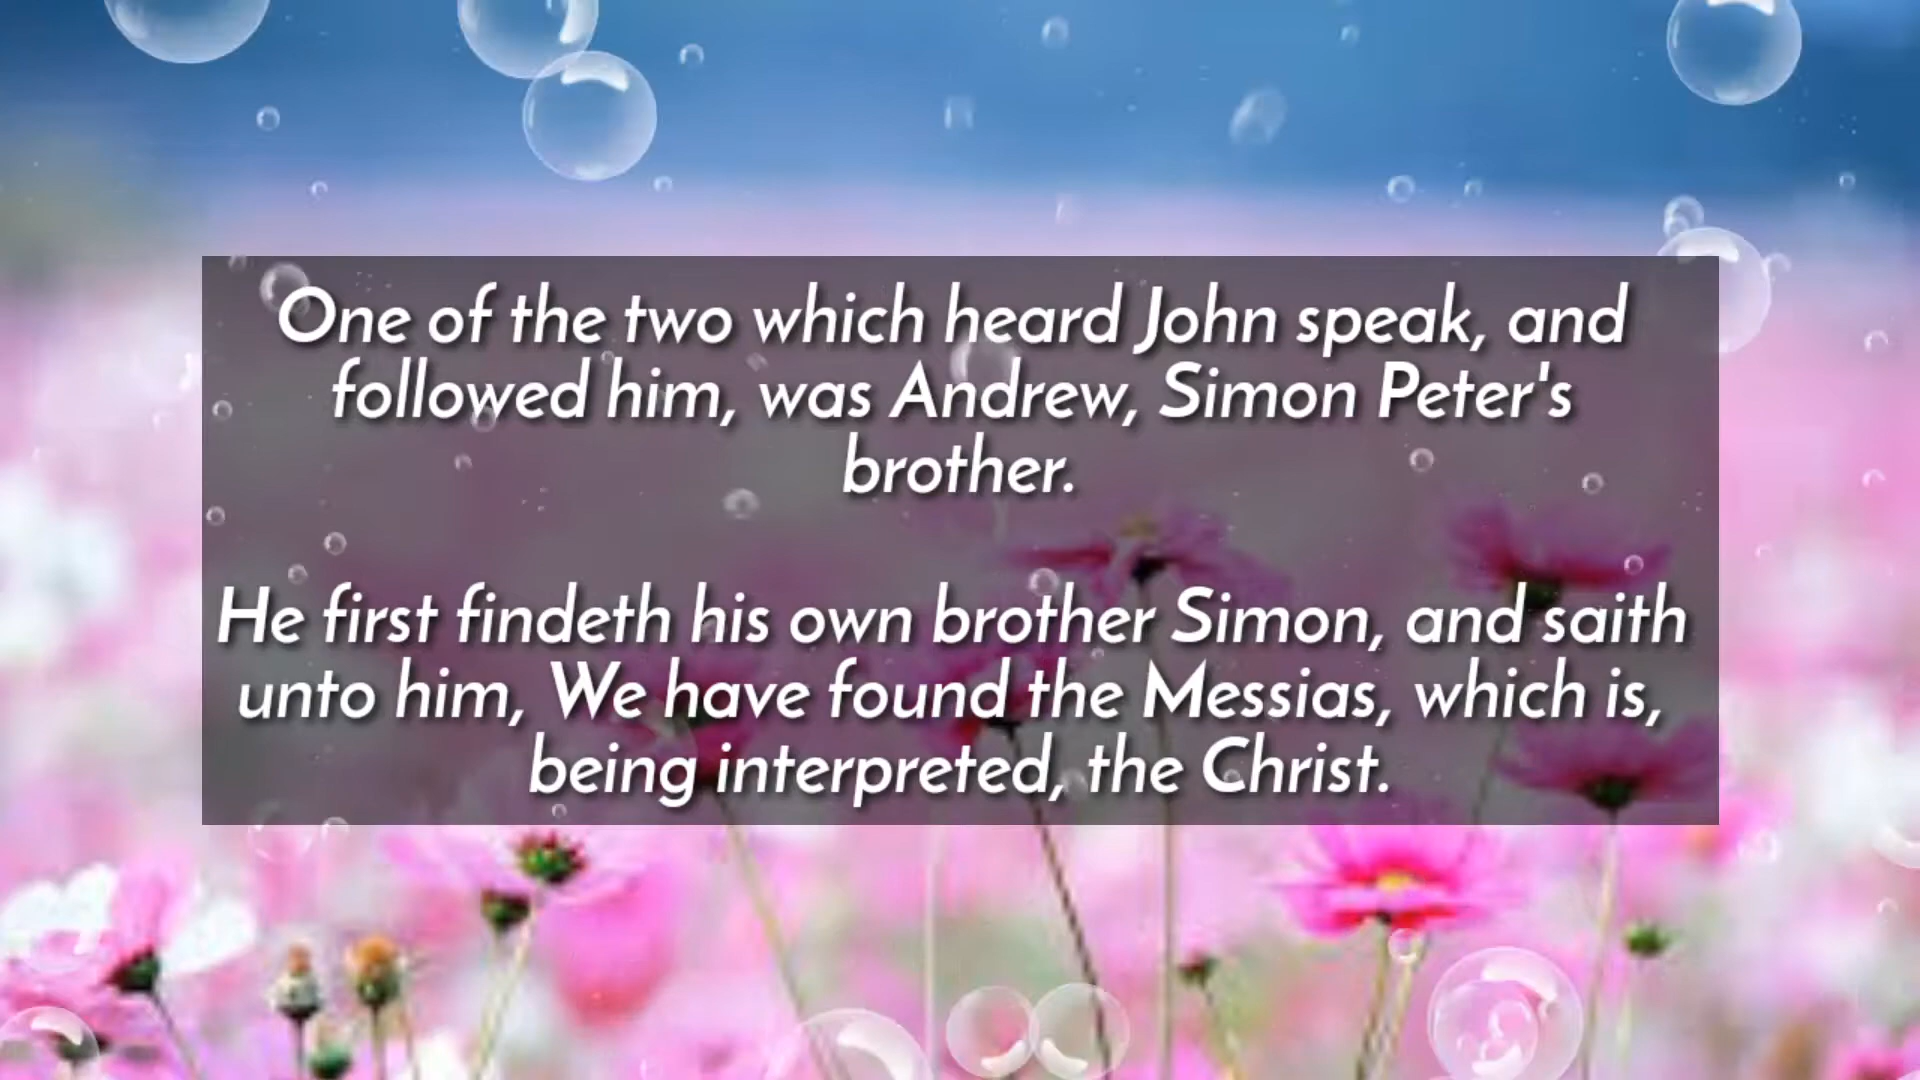 One of the two which heard John speak, and
followed him, was Andrew, Simon Peter's
brother.
He first findeth his own brother Simon, and saith
unto him, We have found the Messias, which is,
being interpreted, the Christ.